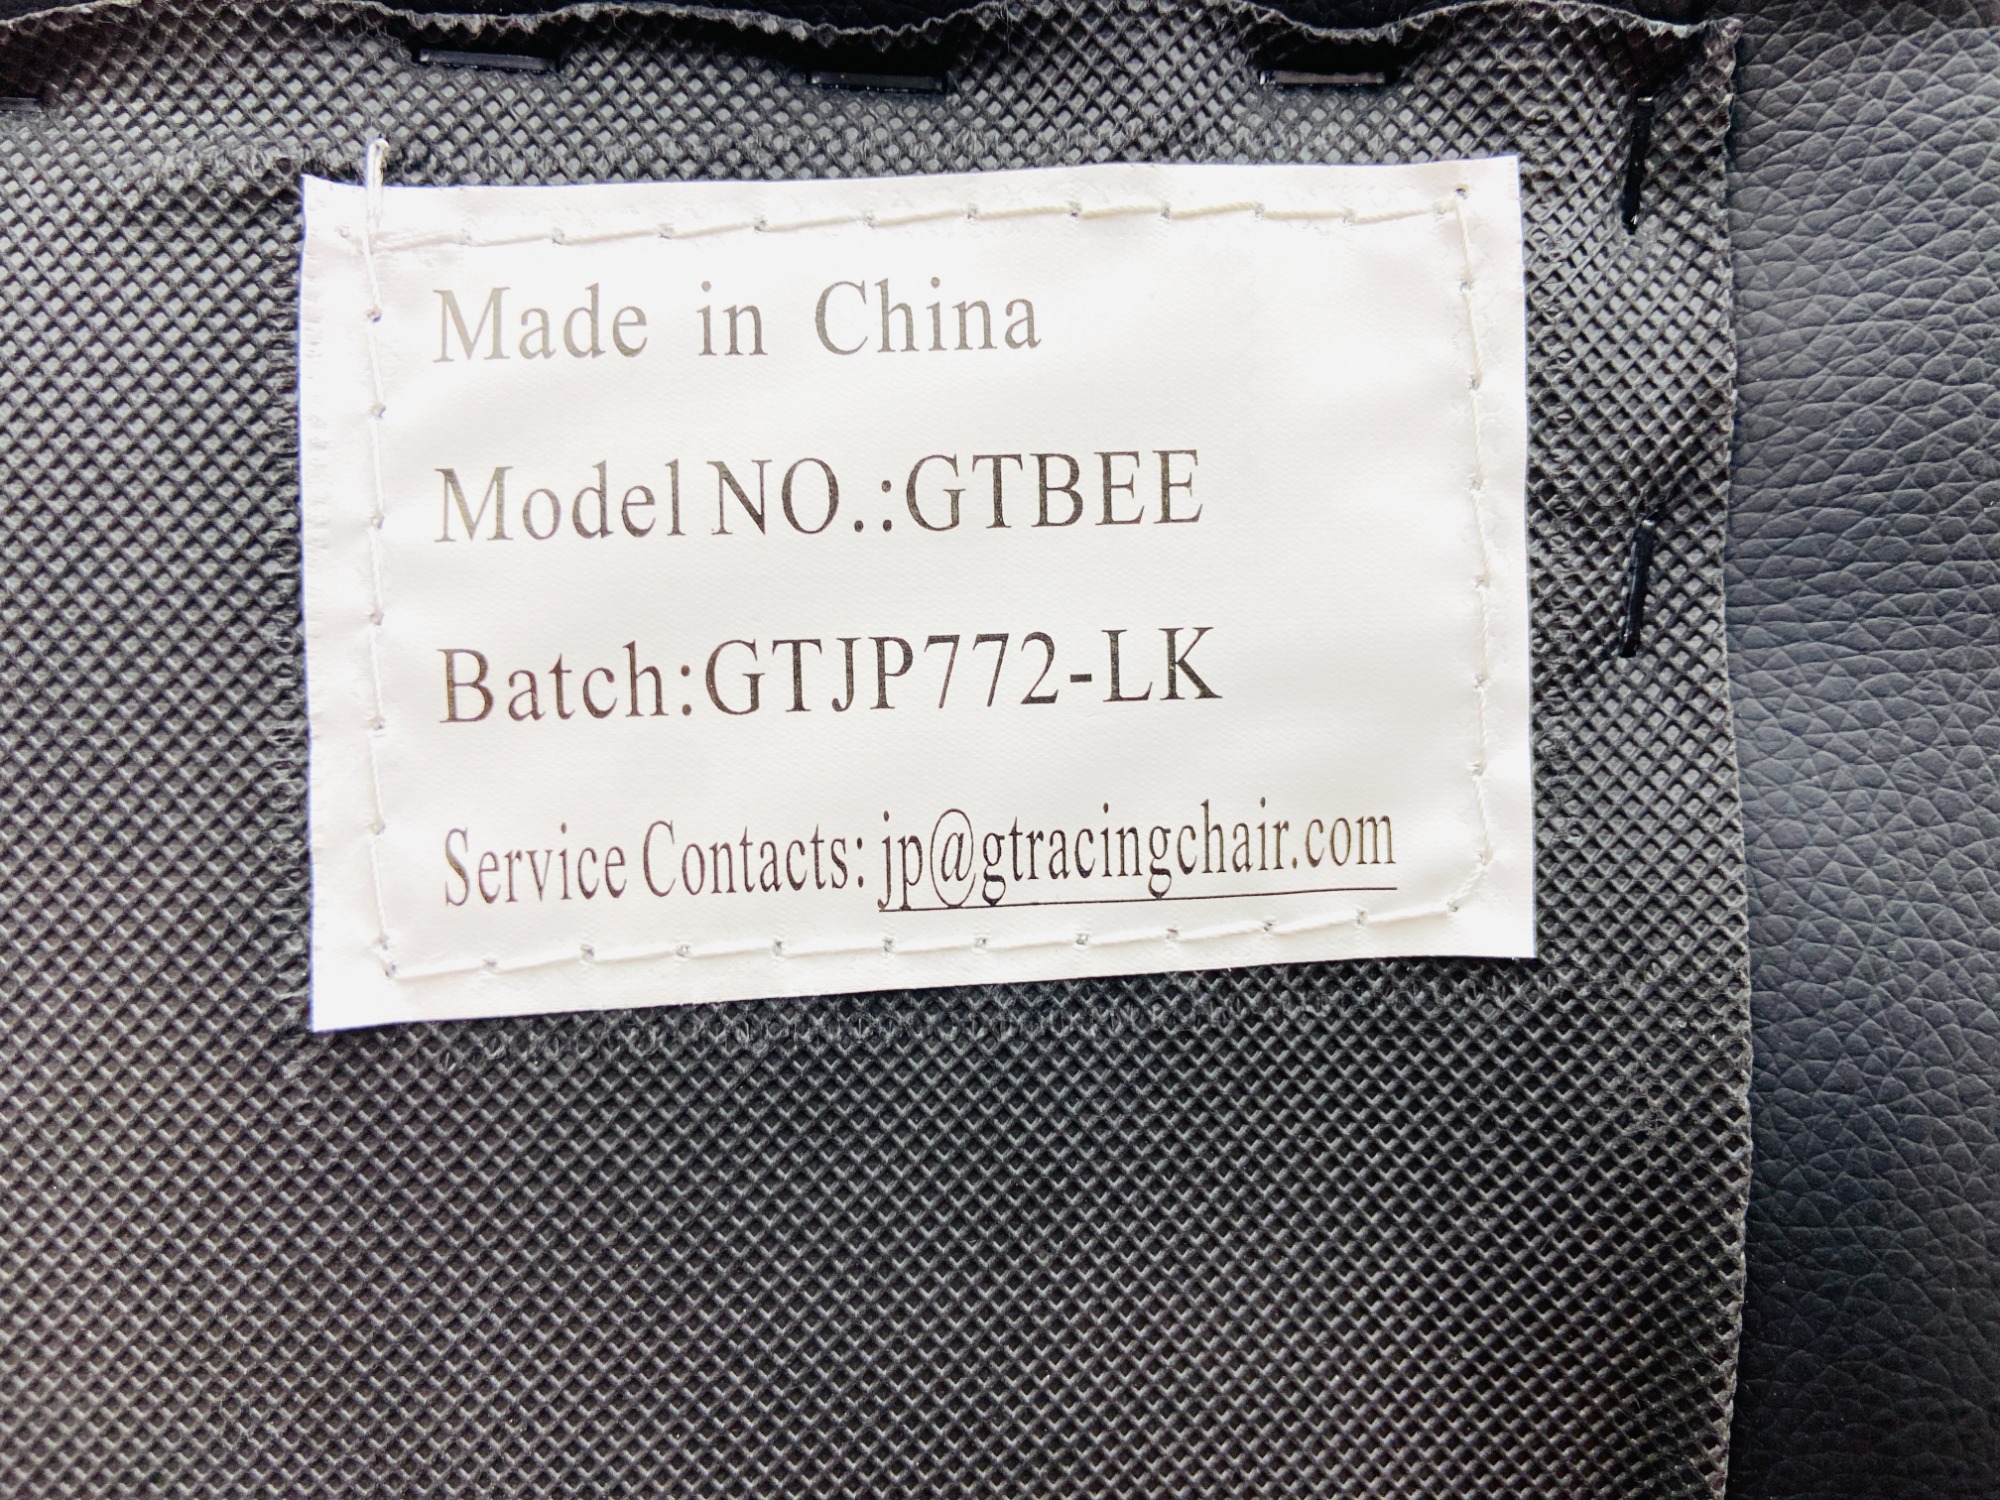 Made in China
Model NO.:GTBEE
Batch:GTJP772-LK
Service Contacts: jp@gtracingchair.com